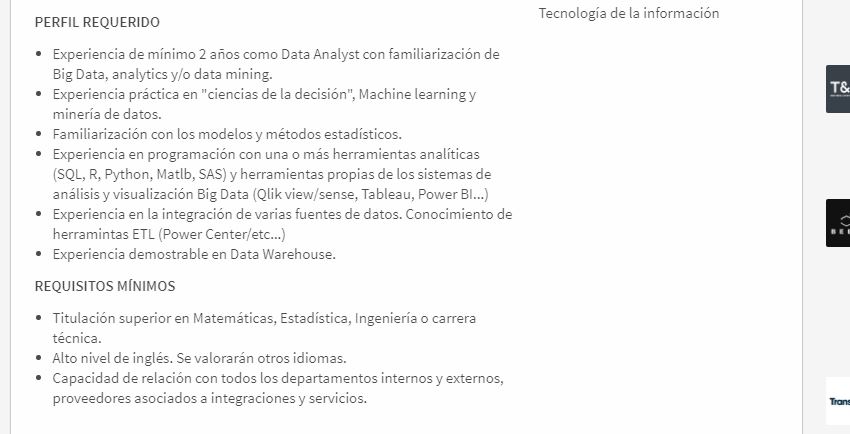 Tecnología de la información
PERFIL REQUERIDO
Experiencia de mínimo 2 años como Data Analyst con familiarización de
Big Data, analytics y/o data mining.
Experiencia práctica en "ciencias de la decisión", Machine learning y
minería de datos.
Familiarización con los modelos y métodos estadísticos.
Experiencia en programación con una o más herramientas analíticas
(SQL, R, Python, Matlb, SAS) y herramientas propias de los sistemas de
análisis y visualización Big Data (Qlik view/sense, Tableau, Power BI...)
Experiencia en la integración de varias fuentes de datos. Conocimiento de
herramintas ETL (Power Center/etc...)
Experiencia demostrable en Data Warehouse.
REQUISITOS MÍNIMOS
Titulación superior en Matemáticas, Estadística, Ingeniería o carrera
técnica.
Alto nivel de inglés. Se valorarán otros idiomas.
Capacidad de relación con todos los departamentos internos y externos,
proveedores asociados a integraciones y servicios.
T&
Trans